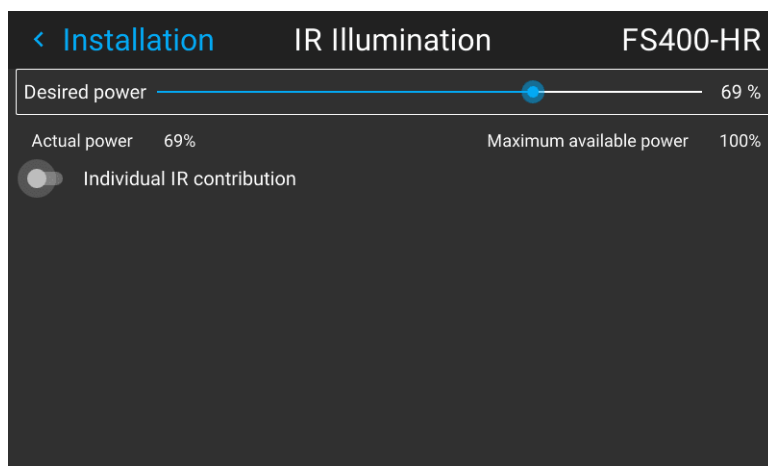 Installation IR Illumination FS400-HR
Desired power 69 %
Actual power 69% Maximum available power 100%
Individual IR contribution